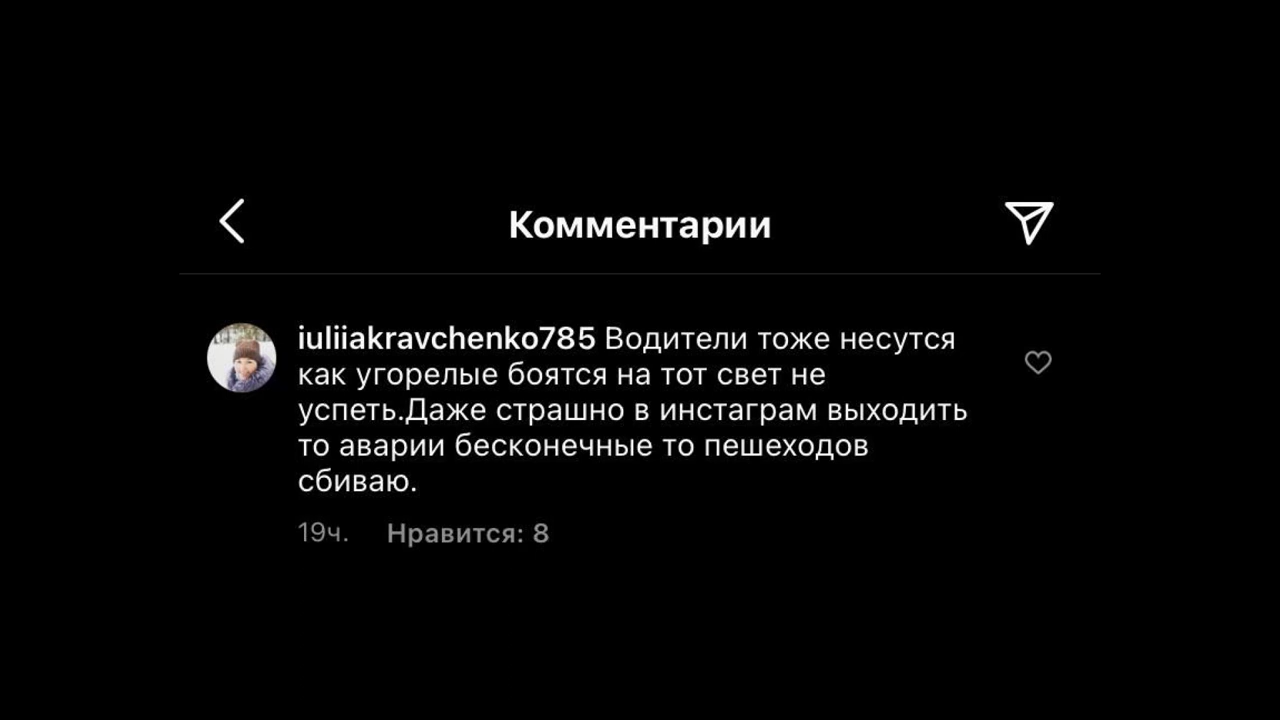 Комментарии
iuliiakravchenko785 Водители тоже несутся
как угорелые боятся на тот свет не
успеть.Даже страшно в инстаграм выходить
то аварии бесконечные то пешеходов
сбиваю.
19ч. Нравится: 8